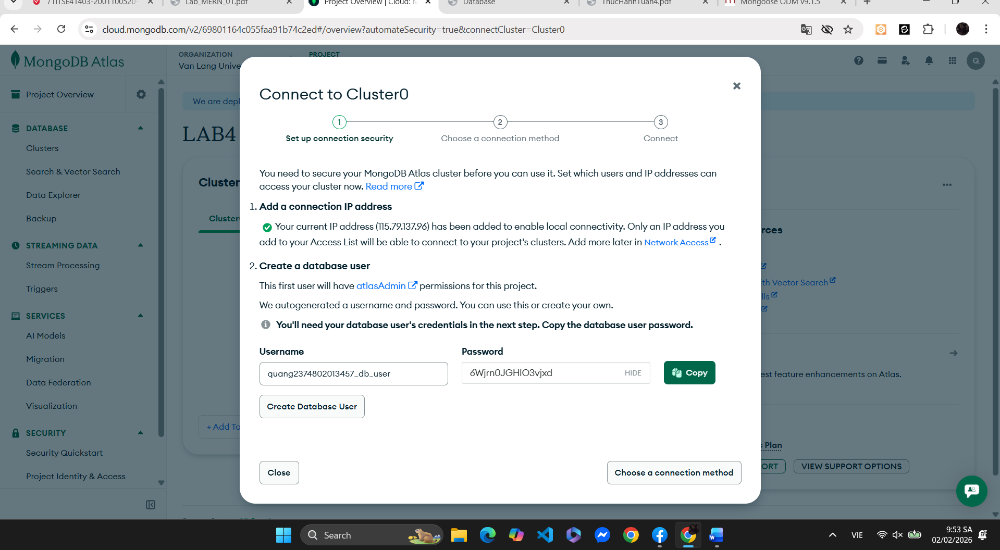 71ITSE41403-2001100520-
Lab_MERN_01.pdf
Project Overview | Cloud: M
Database
ThucHanhTuan4.pdf
Mongoose ODM v9.1.5
cloud.mongodb.com/v2/69801164c055faa91b74c2ed#/overview?automateSecurity=true&connectCluster=Cluster0
MongoDB Atlas
ORGANIZATION
Van Lang Unive
PROJECT
Q
Project Overview
DATABASE
Clusters
Search & Vector Search
Data Explorer
Backup
STREAMING DATA
Stream Processing
Triggers
SERVICES
AI Models
Migration
Data Federation
Visualization
SECURITY
Security Quickstart
Project Identity & Access
We are depl
LAB4
Cluster
Cluster
+ Add Ta
Connect to Cluster0
1
2
3
Set up connection security
Choose a connection method
Connect
You need to secure your MongoDB Atlas cluster before you can use it. Set which users and IP addresses can
access your cluster now. Read more
1. Add a connection IP address
Your current IP address (115.79.137.96) has been added to enable local connectivity. Only an IP address you
add to your Access List will be able to connect to your project's clusters. Add more later in Network Access .
2. Create a database user
This first user will have atlasAdmin permissions for this project.
We autogenerated a username and password. You can use this or create your own.
You'll need your database user's credentials in the next step. Copy the database user password.
Username
Password
quang2374802013457_db_user
6Wjrn0JGHlO3vjxd
HIDE
Copy
Create Database User
Close
Choose a connection method
rces
ith Vector Search
lls
est feature enhancements on Atlas.
c Plan
ORT
VIEW SUPPORT OPTIONS
Search
VIE
9:53 SA
02/02/2026